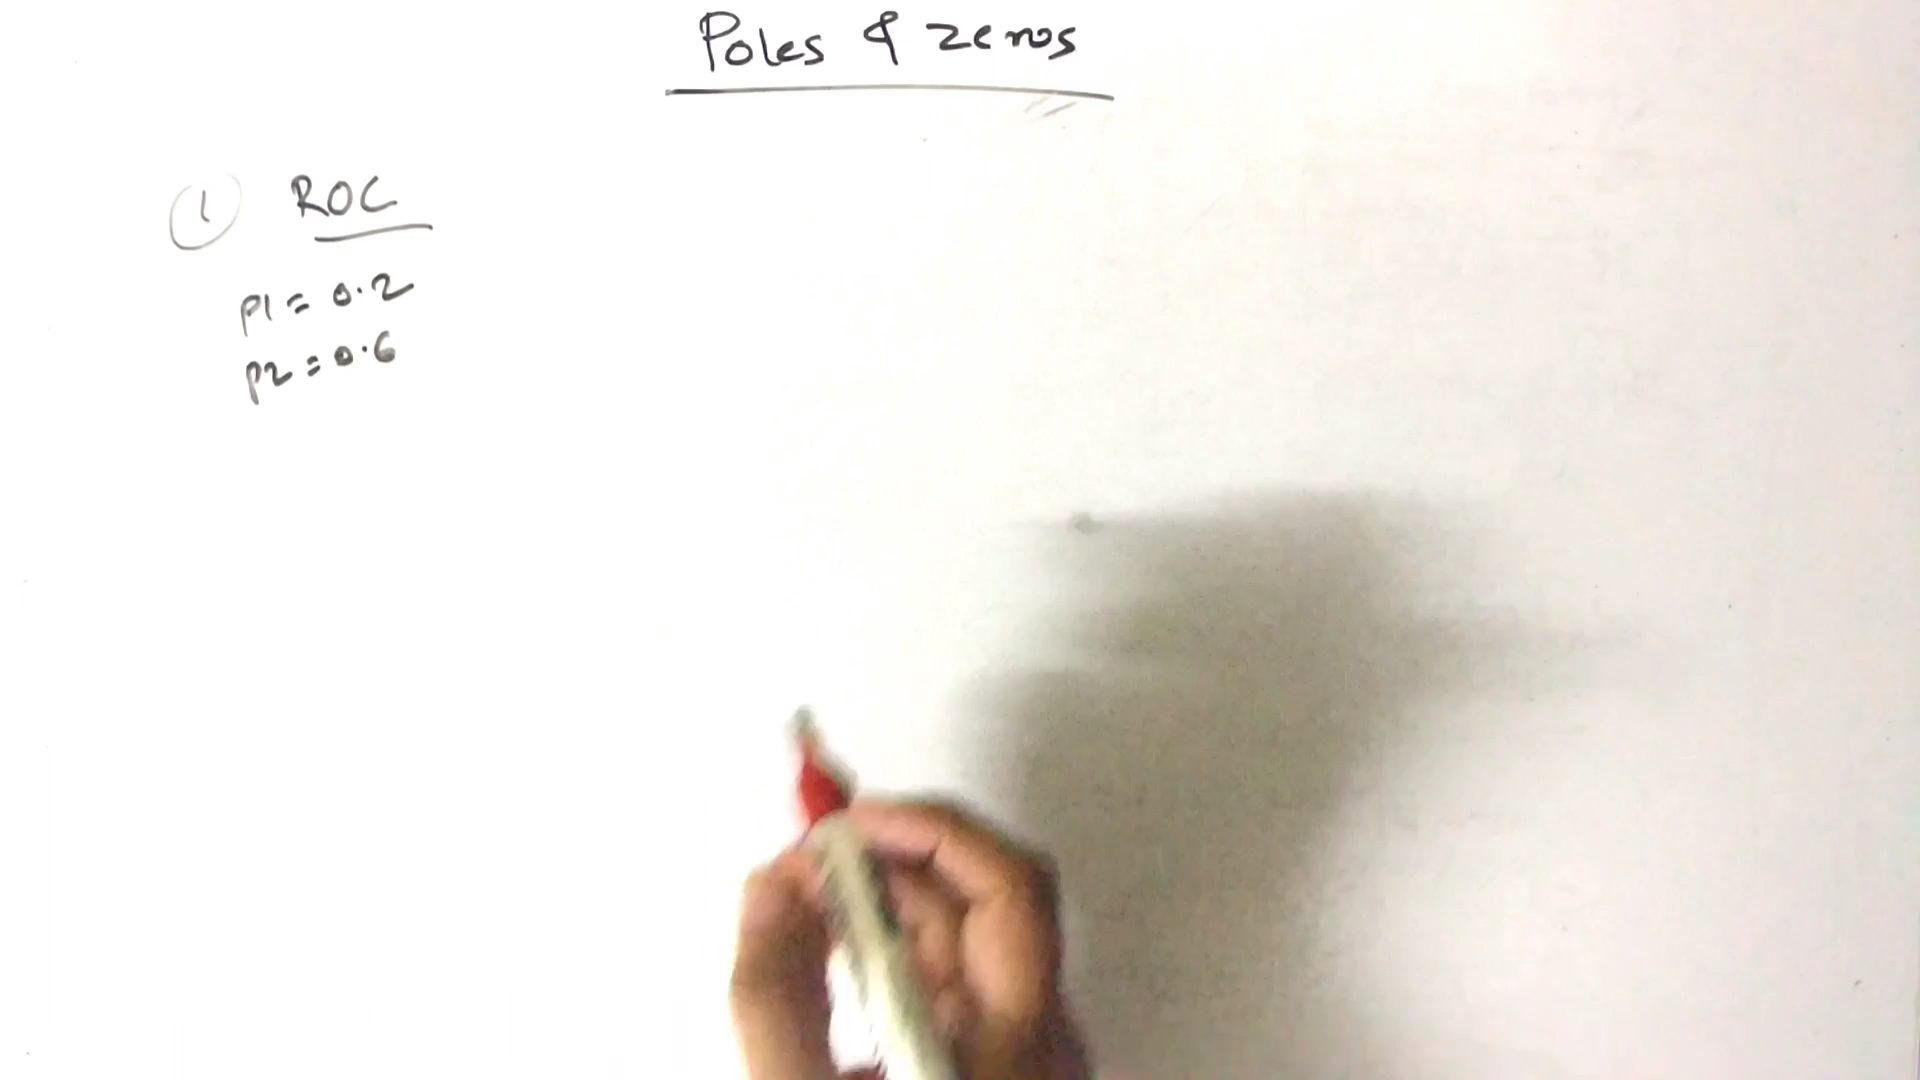 Poles & zeros
1 ROC
P1 = 0.2
P2 = 0.6